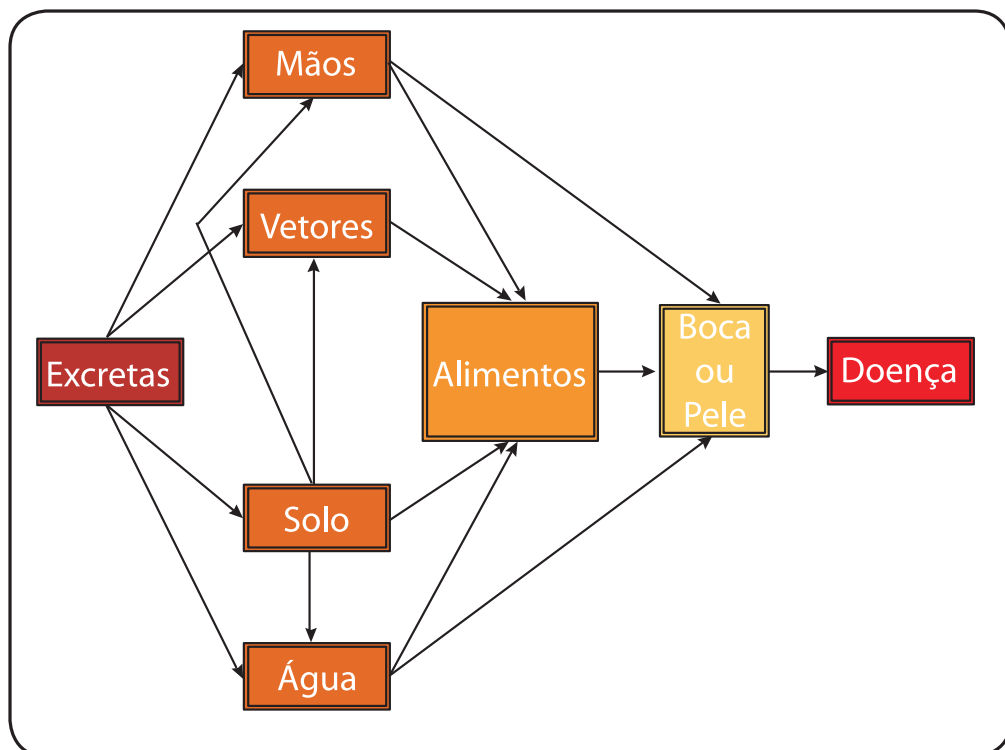 Mãos
Vetores
Excretas
Alimentos
Boca
ou
Pele
Doença
Solo
Água